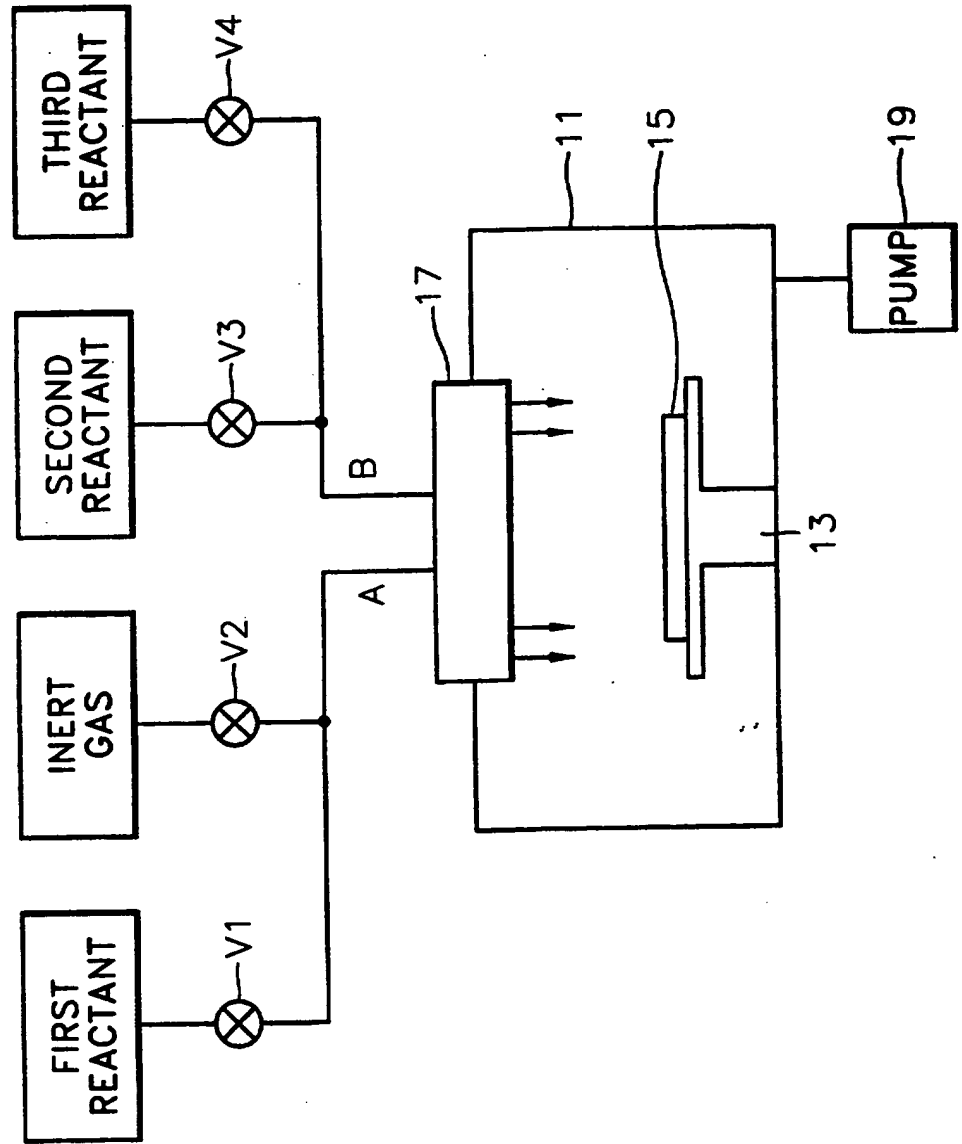 FIRST
REACTANT
INERT
GAS
SECOND
REACTANT
THIRD
REACTANT
V1
V2
V3
V4
A
B
17
11
15
13
PUMP
19